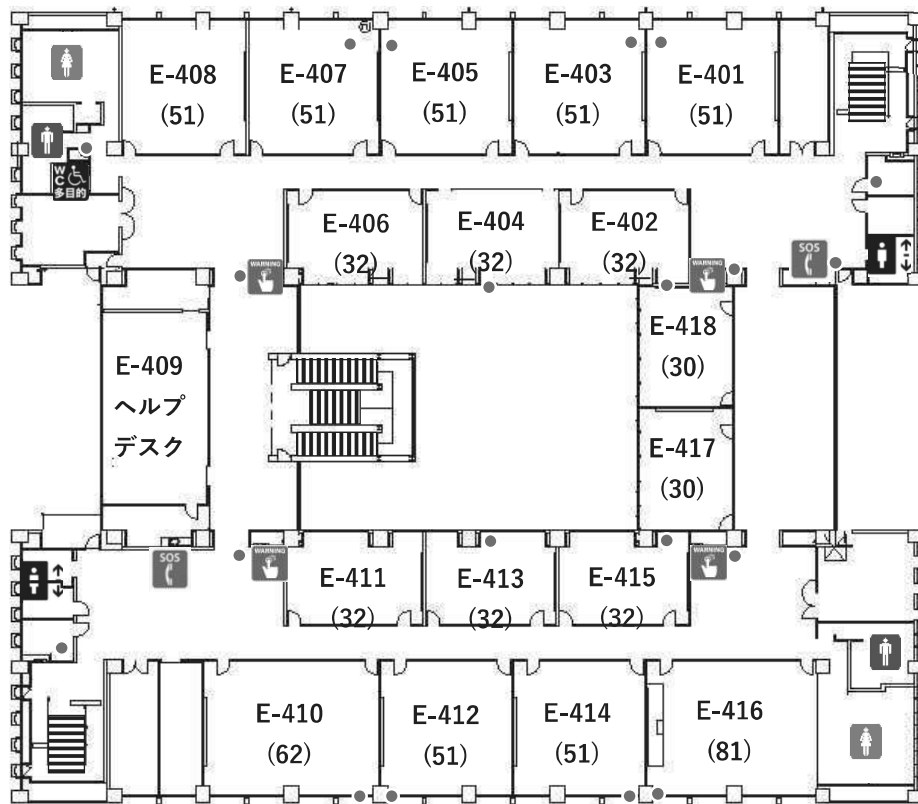 E-408
(51)
E-407
(51)
E-405
(51)
E-403
(51)
E-401
(51)
WC
多目的
E-406
(32)
E-404
(32)
E-402
(32)
SOS
WARNING
WARNING
E-418
(30)
E-409
ヘルプ
デスク
E-417
(30)
SOS
WARNING
WARNING
E-411
(32)
E-413
(32)
E-415
(32)
E-410
(62)
E-412
(51)
E-414
(51)
E-416
(81)